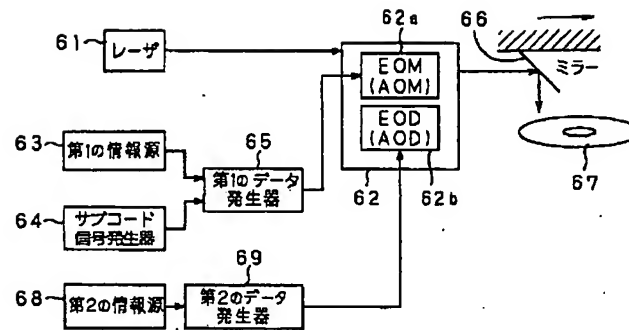 61
レーザ
62a
EOM
(AOM)
EOD
(AOD)
62
62b
66
ミラー
67
63
第1の情報源
64
サブコード
信号発生器
65
第1のデータ
発生器
68
第2の情報源
69
第2のデータ
発生器